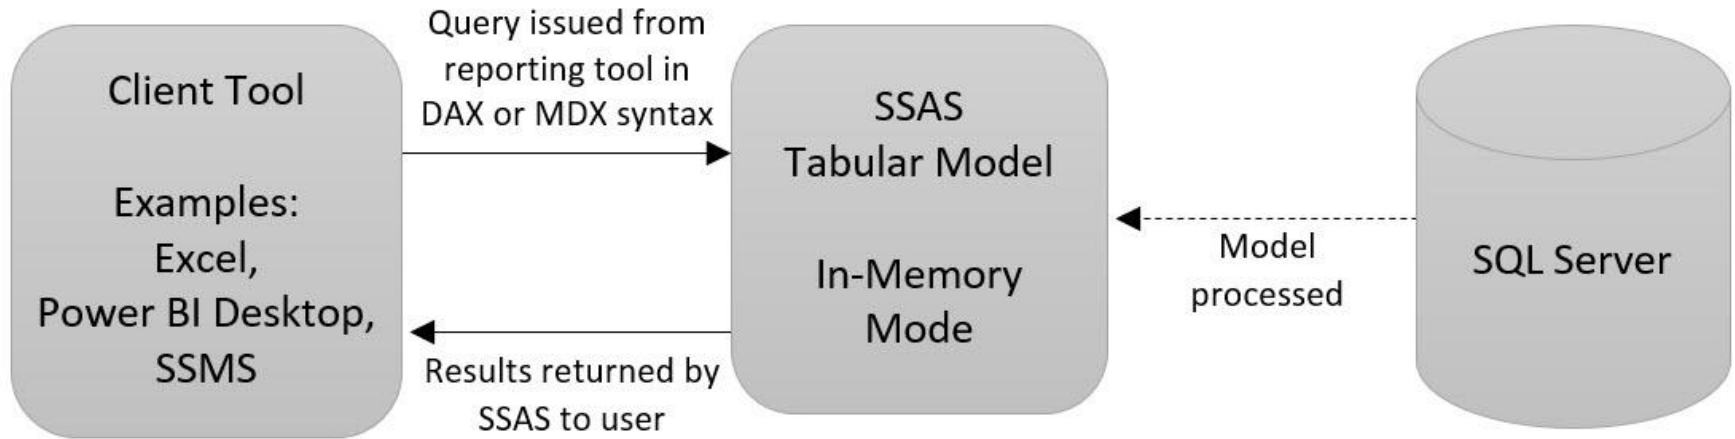 Client Tool
Examples:
Excel,
Power BI Desktop,
SSMS
Query issued from
reporting tool in
DAX or MDX syntax
Results returned by
SSAS to user
SSAS
Tabular Model
In-Memory
Mode
Model
processed
SQL Server